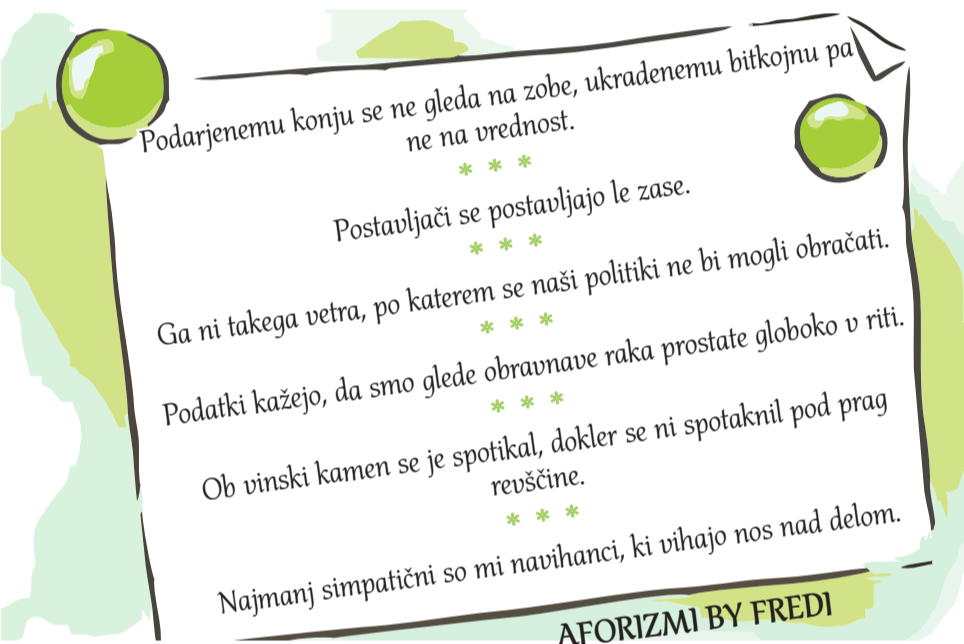 Podarjenemu konju se ne gleda na zobe, ukradenemu bitkojnu pa
ne na vrednost.
* * *
Postavljači se postavljajo le zase.
* * *
Ga ni takega vetra, po katerem se naši politiki ne bi mogli obračati.
* * *
Podatki kažejo, da smo glede obravnave raka prostate globoko v riti.
* * *
Ob vinski kamen se je spotikal, dokler se ni spotaknil pod prag
revščine.
* * *
Najmanj simpatični so mi navihanci, ki vihajo nos nad delom.
AFORIZMI BY FREDI